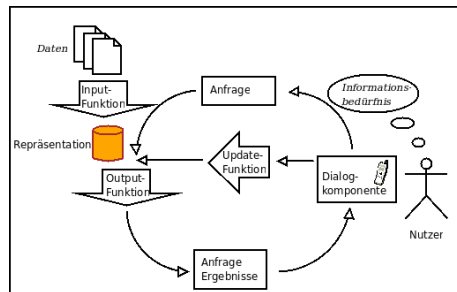 Daten
Input-
Funktion
Repräsentation
Output-
Funktion
Anfrage
Update-
Funktion
Anfrage
Ergebnisse
Informations-
bedürfnis
Dialog-
komponente
Nutzer